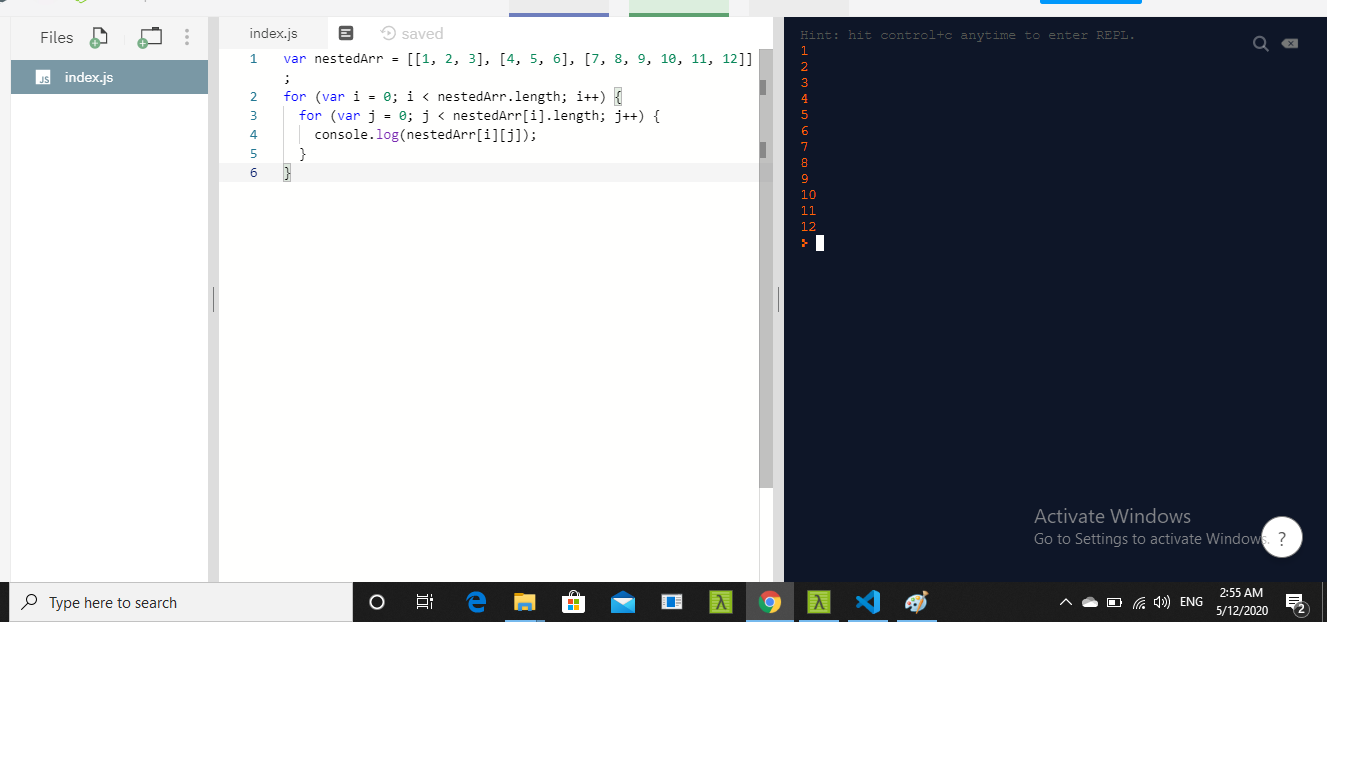 Files
JS index.js
index.js
saved
1 var nestedArr = [[1, 2, 3], [4, 5, 6], [7, 8, 9, 10, 11, 12]]
;
2 for (var i = 0; i < nestedArr.length; i++) {
3   for (var j = 0; j < nestedArr[i].length; j++) {
4     console.log(nestedArr[i][j]);
5   }
6 }
Hint: hit control+c anytime to enter REPL.
1
2
3
4
5
6
7
8
9
10
11
12
Activate Windows
Go to Settings to activate Windows.
?
Type here to search
ENG
2:55 AM
5/12/2020
2